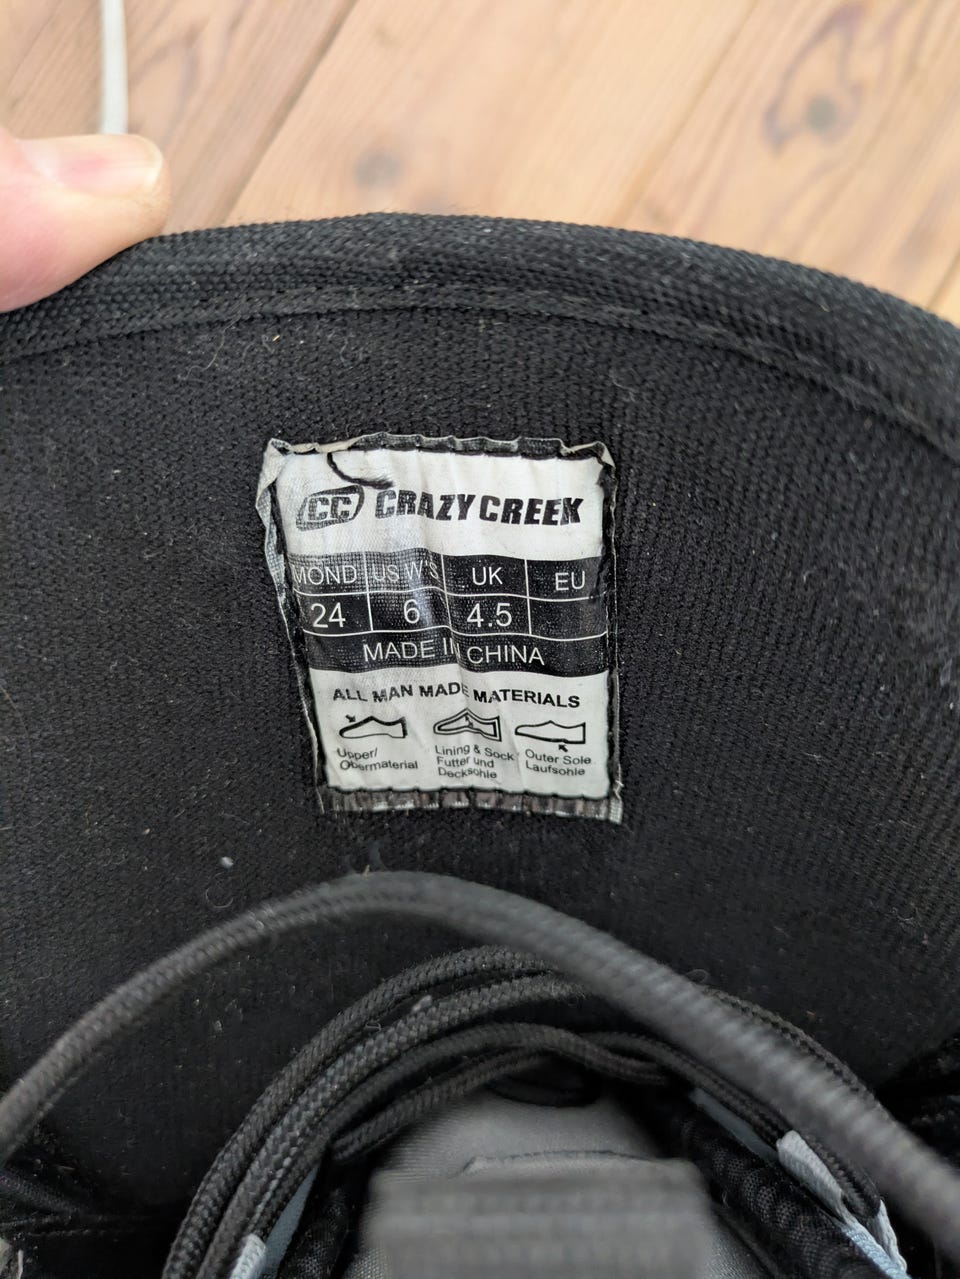 CC CRAZY CREEK
MOND US W'S UK EU
24 6 4.5
MADE IN CHINA
ALL MAN MADE MATERIALS
Upper/ Lining & Sock Outer Sole
Obermaterial Futter und Laufsohle
Decksohle